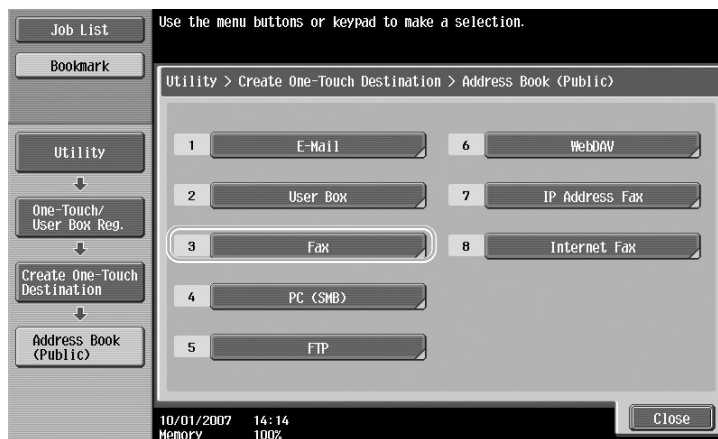 Job List
Use the menu buttons or keypad to make a selection.
Bookmark
Utility > Create One-Touch Destination > Address Book (Public)
Utility
One-Touch/
User Box Reg.
Create One-Touch
Destination
Address Book
(Public)
1 E-Mail
2 User Box
3 Fax
4 PC (SMB)
5 FTP
6 WebDAV
7 IP Address Fax
8 Internet Fax
10/01/2007 14:14
Memory 100%
Close